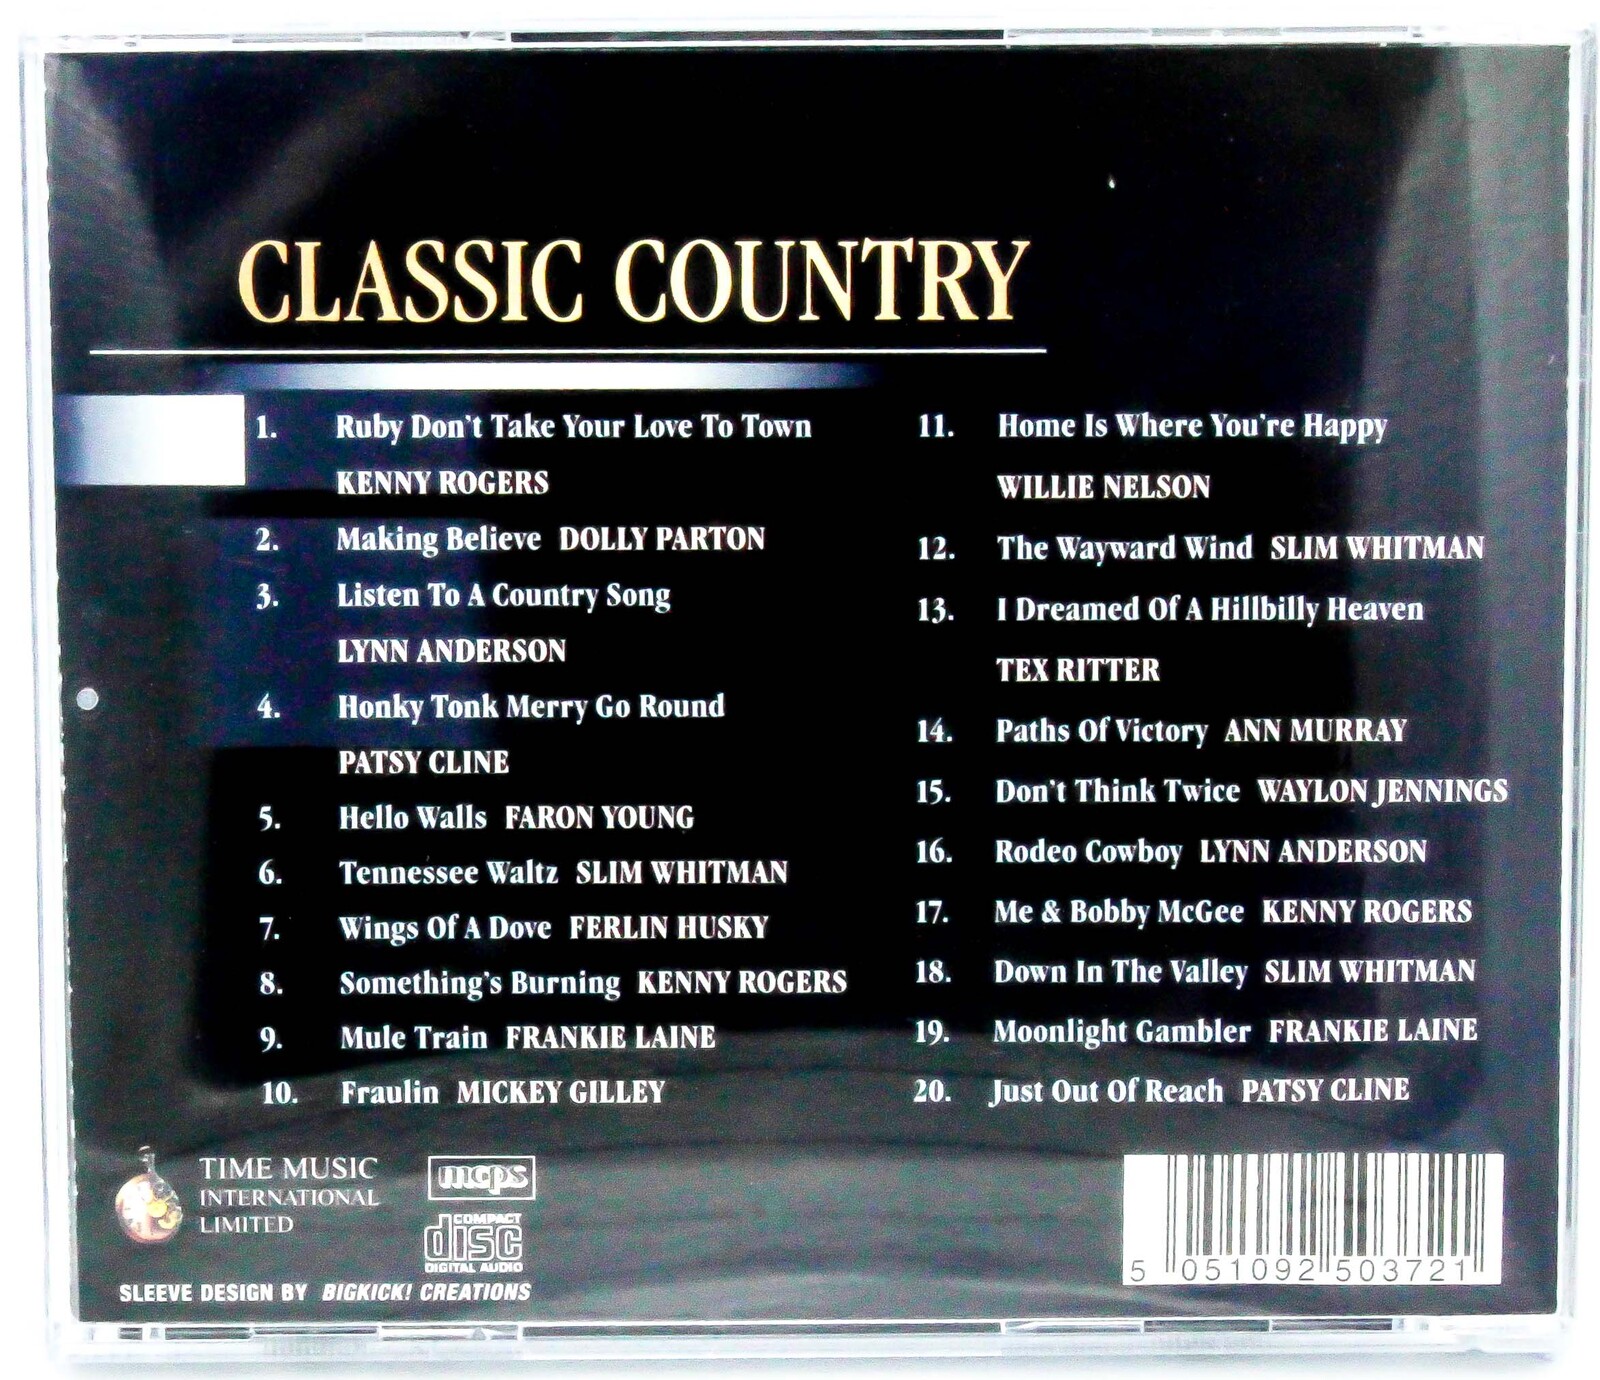 CLASSIC COUNTRY
1. Ruby Don't Take Your Love To Town
KENNY ROGERS
2. Making Believe DOLLY PARTON
3. Listen To A Country Song
LYNN ANDERSON
4. Honky Tonk Merry Go Round
PATSY CLINE
5. Hello Walls FARON YOUNG
6. Tennessee Waltz SLIM WHITMAN
7. Wings Of A Dove FERLIN HUSKY
8. Something's Burning KENNY ROGERS
9. Mule Train FRANKIE LAINE
10. Fraulin MICKEY GILLEY
11. Home Is Where You're Happy
WILLIE NELSON
12. The Wayward Wind SLIM WHITMAN
13. I Dreamed Of A Hillbilly Heaven
TEX RITTER
14. Paths Of Victory ANN MURRAY
15. Don't Think Twice WAYLON JENNINGS
16. Rodeo Cowboy LYNN ANDERSON
17. Me & Bobby McGee KENNY ROGERS
18. Down In The Valley SLIM WHITMAN
19. Moonlight Gambler FRANKIE LAINE
20. Just Out Of Reach PATSY CLINE
TIME MUSIC
INTERNATIONAL
LIMITED
mcps
COMPACT
disc
DIGITAL AUDIO
SLEEVE DESIGN BY BIGKICK! CREATIONS
5 051092 503721